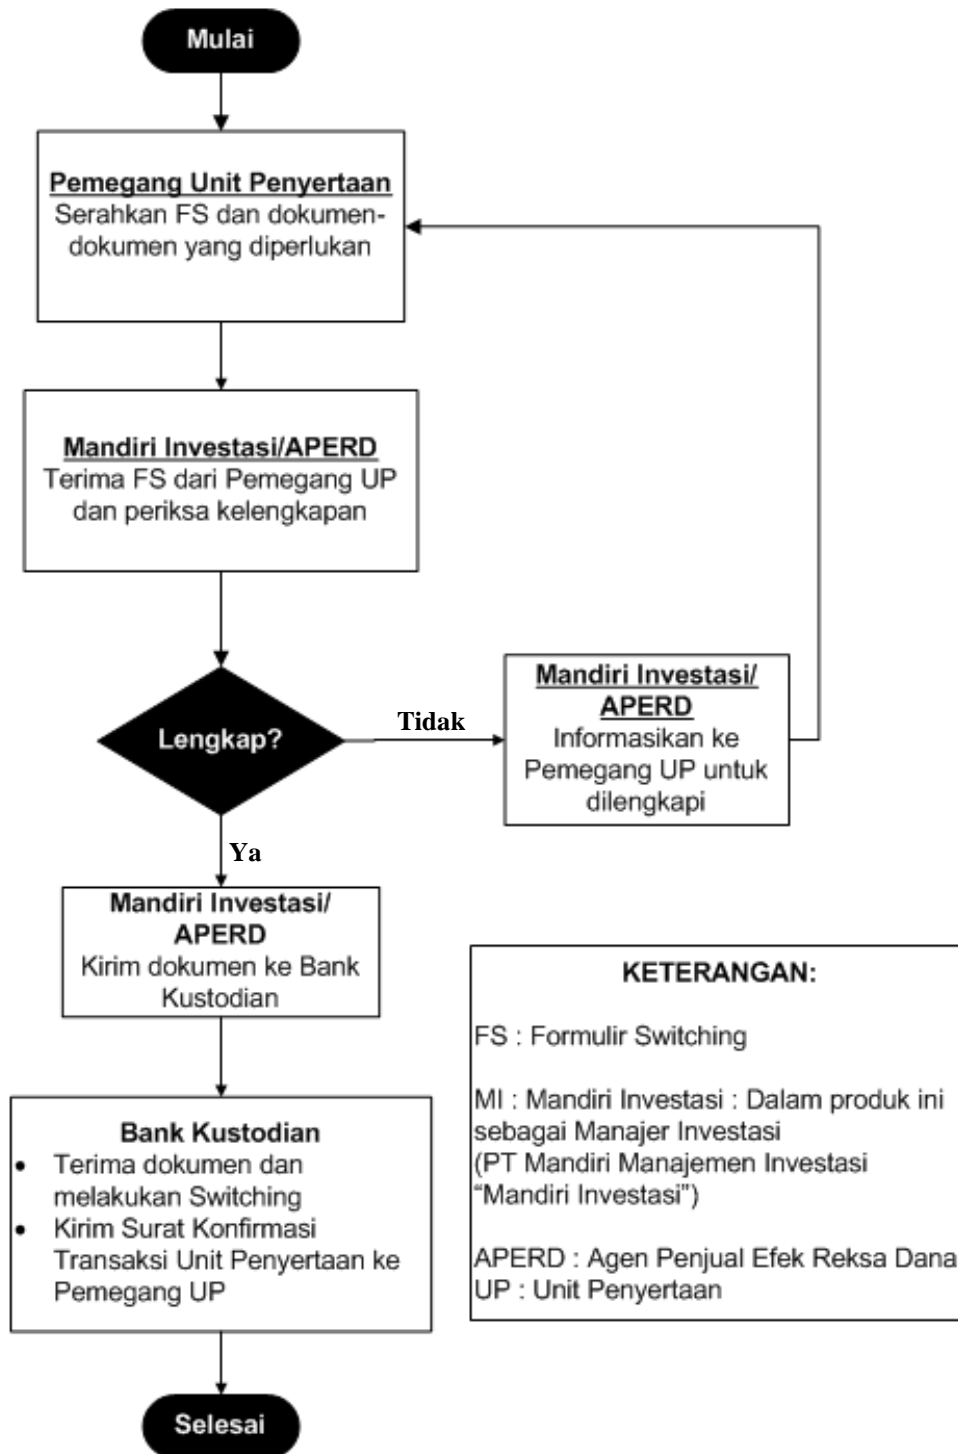 Mulai
Pemegang Unit Penyertaan
Serahkan FS dan dokumen-
dokumen yang diperlukan
Mandiri Investasi/APERD
Terima FS dari Pemegang UP
dan periksa kelengkapan
Lengkap?
Tidak
Mandiri Investasi/
APERD
Informasikan ke
Pemegang UP untuk
dilengkapi
Ya
Mandiri Investasi/
APERD
Kirim dokumen ke Bank
Kustodian
Bank Kustodian
• Terima dokumen dan
melakukan Switching
• Kirim Surat Konfirmasi
Transaksi Unit Penyertaan ke
Pemegang UP
Selesai
KETERANGAN:
FS : Formulir Switching
MI : Mandiri Investasi : Dalam produk ini
sebagai Manajer Investasi
(PT Mandiri Manajemen Investasi
“Mandiri Investasi”)
APERD : Agen Penjual Efek Reksa Dana
UP : Unit Penyertaan